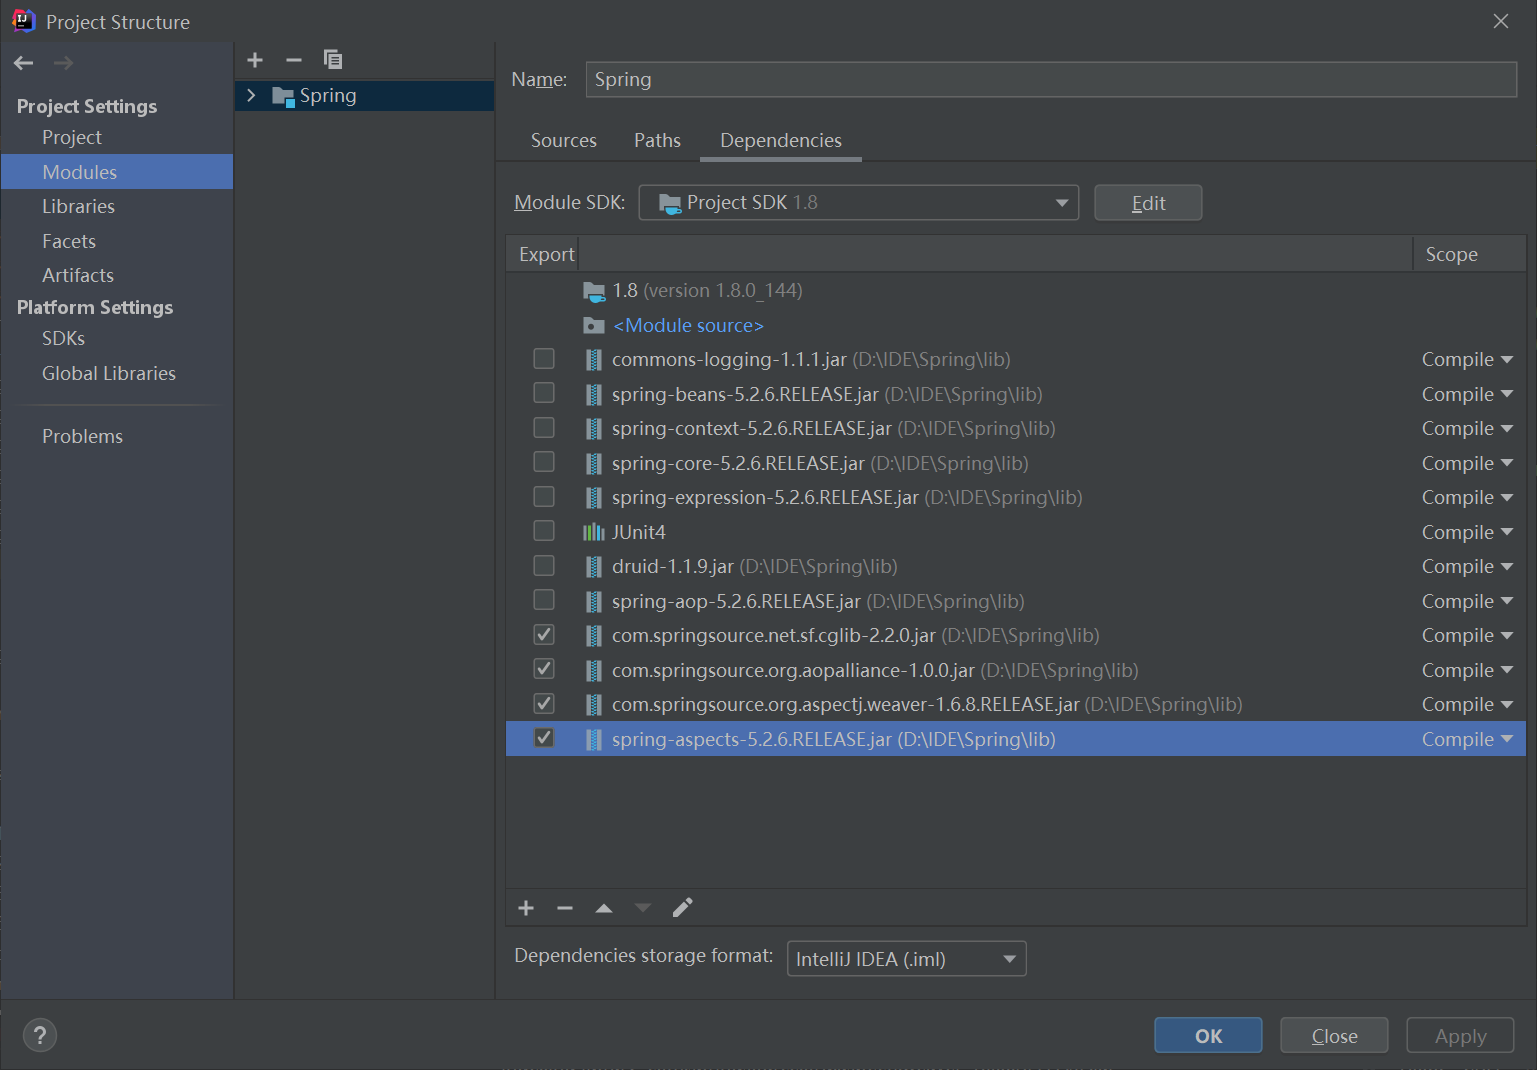 Project Structure
Project Settings
Project
Modules
Libraries
Facets
Artifacts
Platform Settings
SDKs
Global Libraries
Problems
Spring
Name: Spring
Sources Paths Dependencies
Module SDK: Project SDK 1.8 Edit
Export Scope
1.8 (version 1.8.0_144)
<Module source>
commons-logging-1.1.1.jar (D:\IDE\Spring\lib) Compile
spring-beans-5.2.6.RELEASE.jar (D:\IDE\Spring\lib) Compile
spring-context-5.2.6.RELEASE.jar (D:\IDE\Spring\lib) Compile
spring-core-5.2.6.RELEASE.jar (D:\IDE\Spring\lib) Compile
spring-expression-5.2.6.RELEASE.jar (D:\IDE\Spring\lib) Compile
JUnit4 Compile
druid-1.1.9.jar (D:\IDE\Spring\lib) Compile
spring-aop-5.2.6.RELEASE.jar (D:\IDE\Spring\lib) Compile
com.springsource.net.sf.cglib-2.2.0.jar (D:\IDE\Spring\lib) Compile
com.springsource.org.aopalliance-1.0.0.jar (D:\IDE\Spring\lib) Compile
com.springsource.org.aspectj.weaver-1.6.8.RELEASE.jar (D:\IDE\Spring\lib) Compile
spring-aspects-5.2.6.RELEASE.jar (D:\IDE\Spring\lib) Compile
Dependencies storage format: IntelliJ IDEA (.iml)
? OK Close Apply